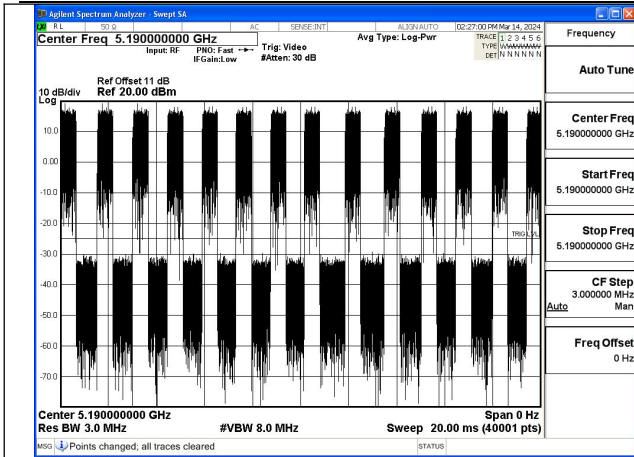 Agilent Spectrum Analyzer - Swept SA
RL 50 Ω AC SENSE:INT ALIGN AUTO 02:27:00 PM Mar 14, 2024
Center Freq 5.190000000 GHz
Input: RF PNO: Fast Trig: Video Avg Type: Log-Pwr
IFGain:Low #Atten: 30 dB
TRACE 1 2 3 4 5 6
TYPE WWWWWW
DET N N N N N N
Ref Offset 11 dB
10 dB/div Ref 20.00 dBm
Log
10.0
0.00
-10.0
-20.0
TRIG LVL
-30.0
-40.0
-50.0
-60.0
-70.0
Center 5.190000000 GHz Span 0 Hz
Res BW 3.0 MHz #VBW 8.0 MHz Sweep 20.00 ms (40001 pts)
MSG Points changed; all traces cleared STATUS
Frequency
Auto Tune
Center Freq
5.190000000 GHz
Start Freq
5.190000000 GHz
Stop Freq
5.190000000 GHz
CF Step
3.000000 MHz
Auto Man
Freq Offset
0 Hz